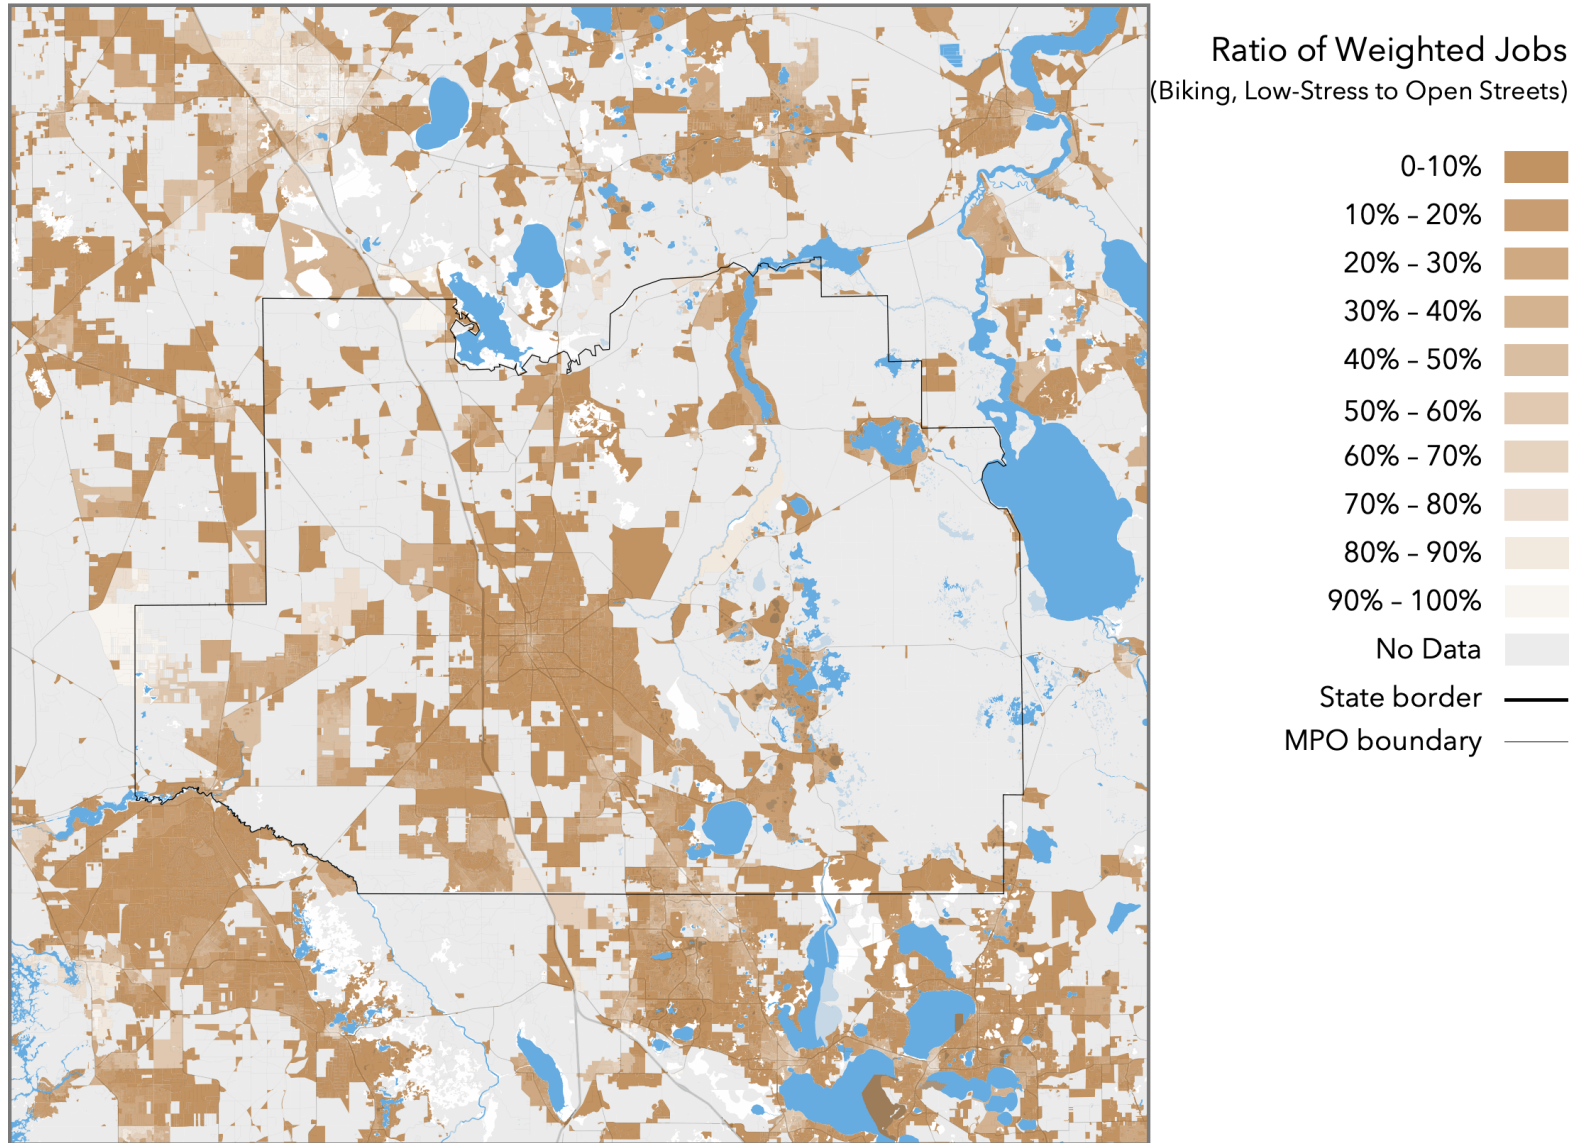 Ratio of Weighted Jobs
(Biking, Low-Stress to Open Streets)
0-10%
10% – 20%
20% – 30%
30% – 40%
40% – 50%
50% – 60%
60% – 70%
70% – 80%
80% – 90%
90% – 100%
No Data
State border
MPO boundary